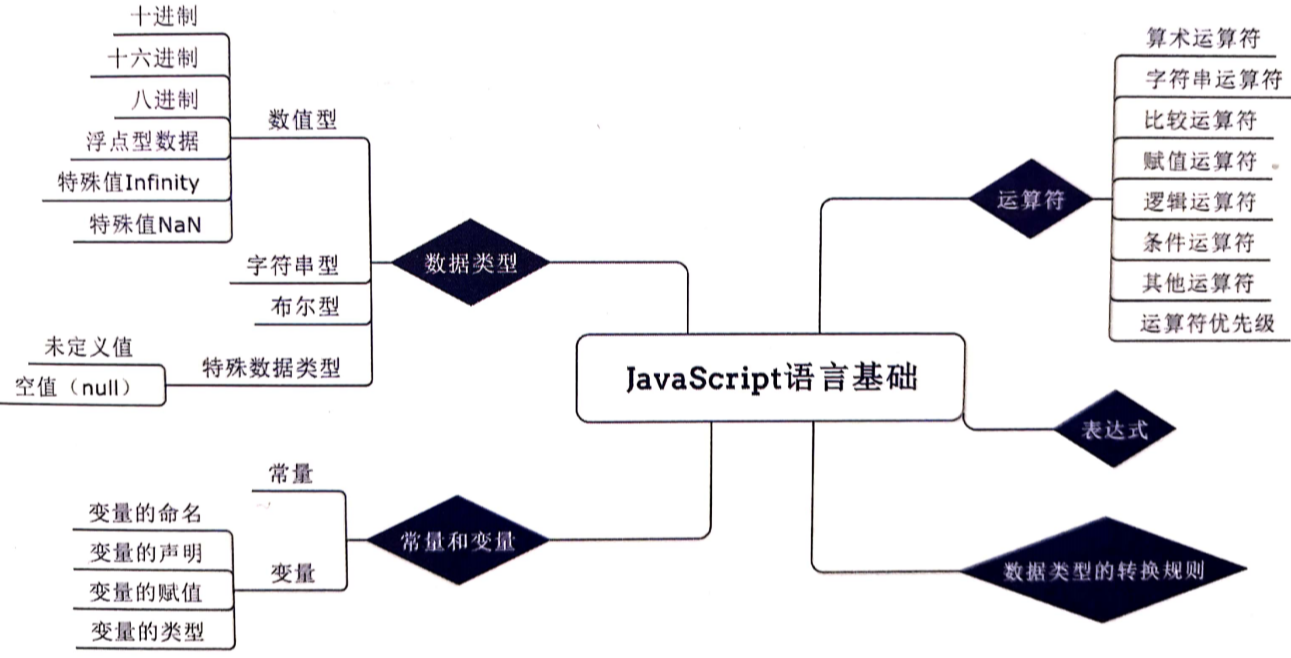 JavaScript语言基础
数据类型
数值型
十进制
十六进制
八进制
浮点型数据
特殊值Infinity
特殊值NaN
字符串型
布尔型
特殊数据类型
未定义值
空值（null）
常量和变量
常量
变量
变量的命名
变量的声明
变量的赋值
变量的类型
运算符
算术运算符
字符串运算符
比较运算符
赋值运算符
逻辑运算符
条件运算符
其他运算符
运算符优先级
表达式
数据类型的转换规则